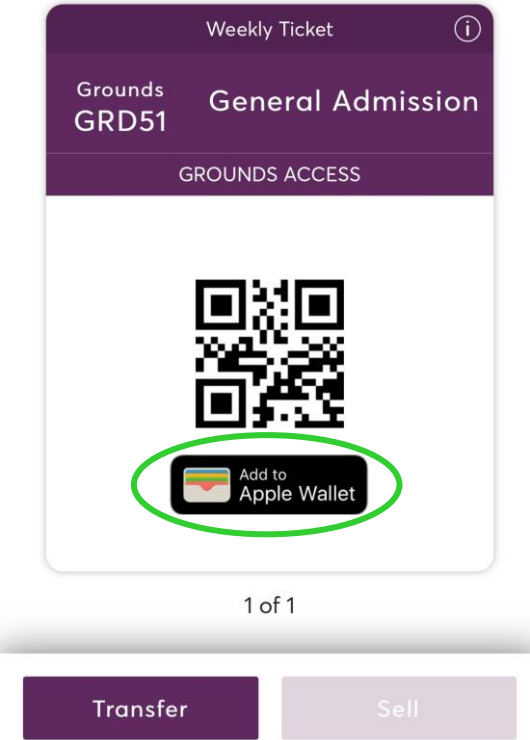 Weekly Ticket
Grounds
GRD51
General Admission
GROUNDS ACCESS
Add to
Apple Wallet
1 of 1
Transfer
Sell